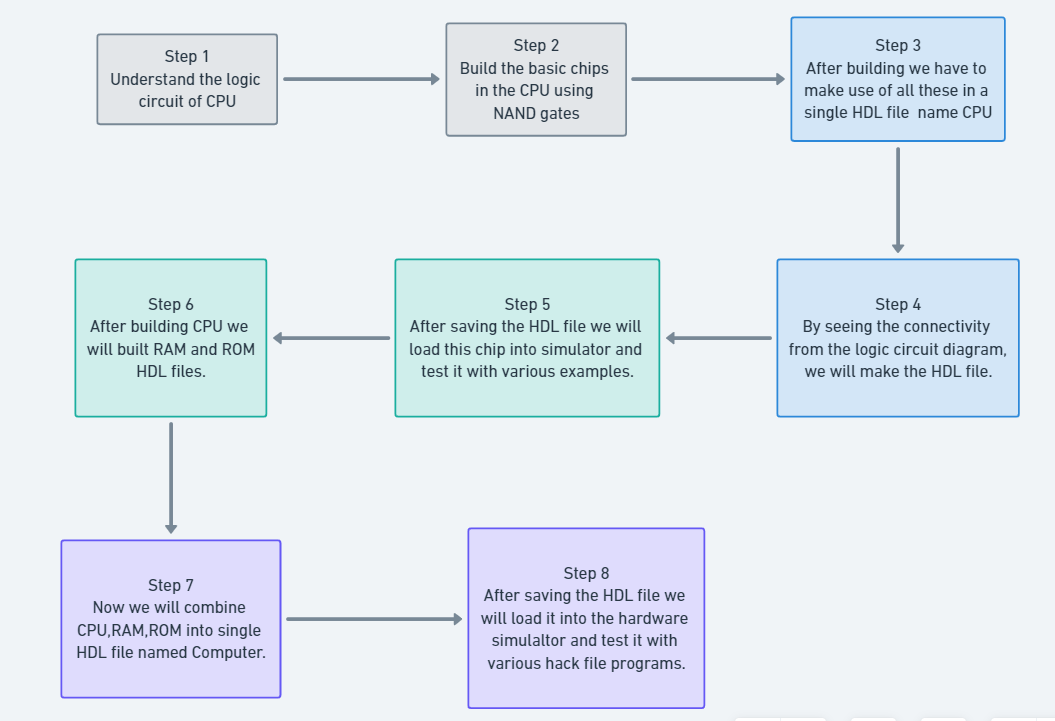 Step 1
Understand the logic
circuit of CPU
Step 2
Build the basic chips
in the CPU using
NAND gates
Step 3
After building we have to
make use of all these in a
single HDL file  name CPU
Step 4
By seeing the connectivity
from the logic circuit diagram,
we will make the HDL file.
Step 5
After saving the HDL file we will
load this chip into simulator and
test it with various examples.
Step 6
After building CPU we
will built RAM and ROM
HDL files.
Step 7
Now we will combine
CPU,RAM,ROM into single
HDL file named Computer.
Step 8
After saving the HDL file we
will load it into the hardware
simulaltor and test it with
various hack file programs.